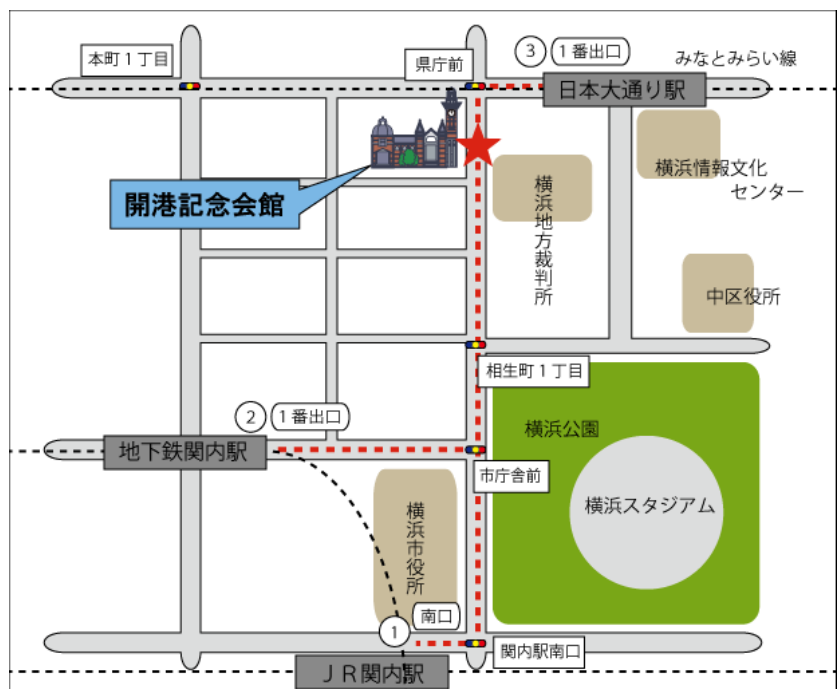 ③ 1番出口
みなとみらい線
本町1丁目
県庁前
日本大通り駅
横浜情報文化
センター
開港記念会館
横浜地方裁判所
中区役所
相生町1丁目
② 1番出口
地下鉄関内駅
横浜公園
市庁舎前
横浜スタジアム
横浜市役所
南口
①
関内駅南口
JR関内駅